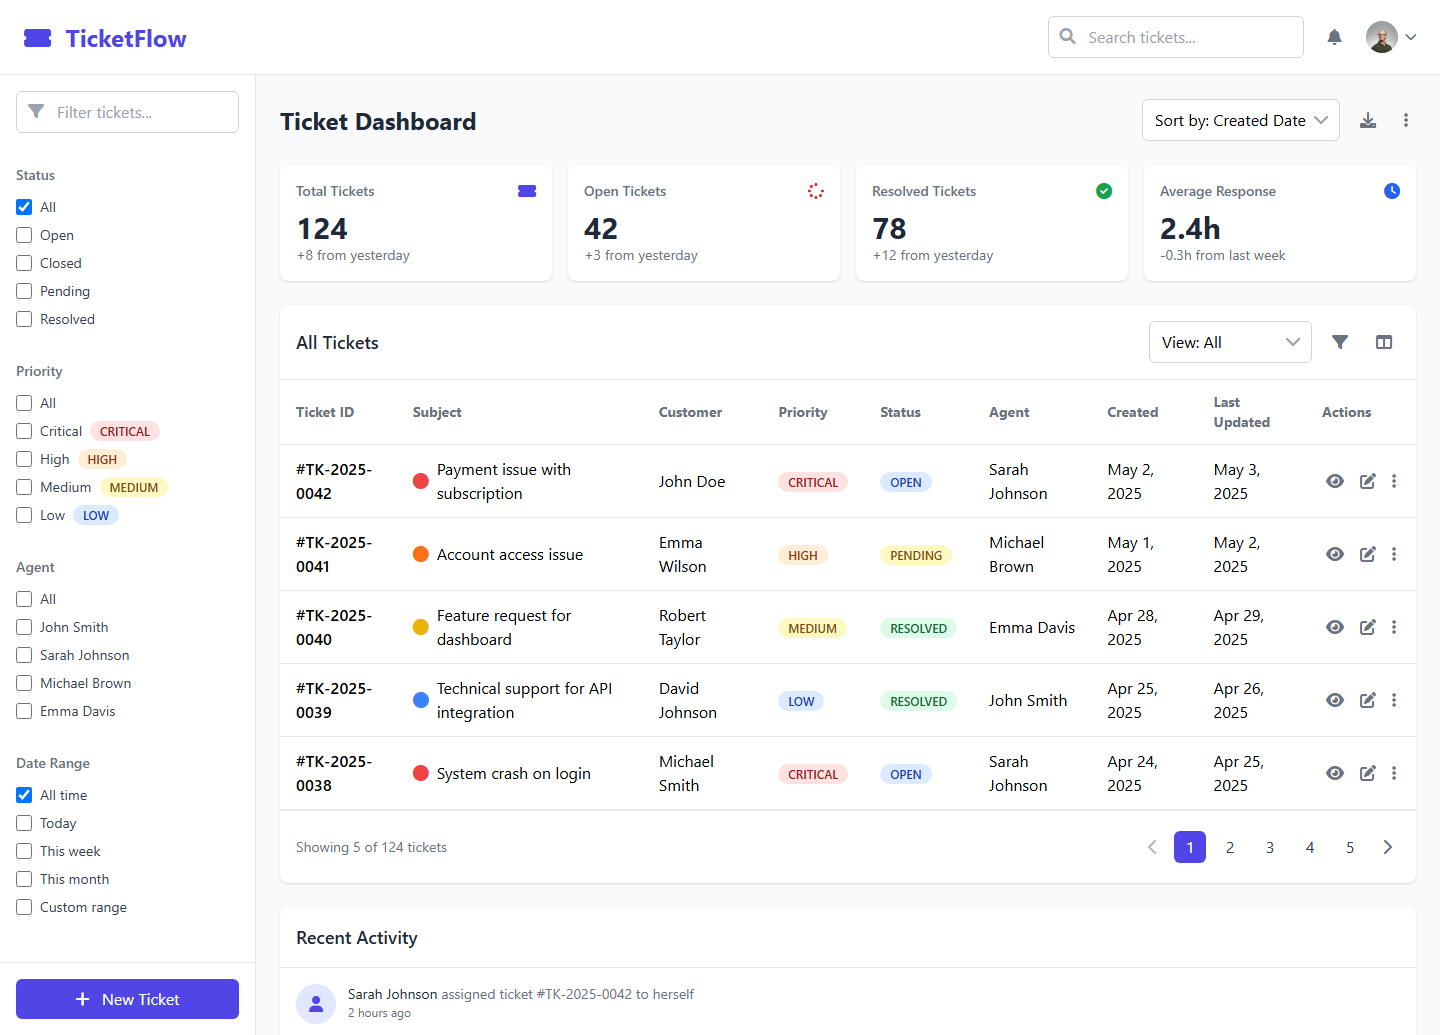 TicketFlow
Search tickets...
Filter tickets...
Status
All
Open
Closed
Pending
Resolved
Priority
All
Critical CRITICAL
High HIGH
Medium MEDIUM
Low LOW
Agent
All
John Smith
Sarah Johnson
Michael Brown
Emma Davis
Date Range
All time
Today
This week
This month
Custom range
New Ticket
Ticket Dashboard
Sort by: Created Date
Total Tickets
124
+8 from yesterday
Open Tickets
42
+3 from yesterday
Resolved Tickets
78
+12 from yesterday
Average Response
2.4h
-0.3h from last week
All Tickets
View: All
Ticket ID
Subject
Customer
Priority
Status
Agent
Created
Last
Updated
Actions
#TK-2025-
0042
Payment issue with
subscription
John Doe
CRITICAL
OPEN
Sarah
Johnson
May 2,
2025
May 3,
2025
#TK-2025-
0041
Account access issue
Emma
Wilson
HIGH
PENDING
Michael
Brown
May 1,
2025
May 2,
2025
#TK-2025-
0040
Feature request for
dashboard
Robert
Taylor
MEDIUM
RESOLVED
Emma Davis
Apr 28,
2025
Apr 29,
2025
#TK-2025-
0039
Technical support for API
integration
David
Johnson
LOW
RESOLVED
John Smith
Apr 25,
2025
Apr 26,
2025
#TK-2025-
0038
System crash on login
Michael
Smith
CRITICAL
OPEN
Sarah
Johnson
Apr 24,
2025
Apr 25,
2025
Showing 5 of 124 tickets
1 2 3 4 5
Recent Activity
Sarah Johnson assigned ticket #TK-2025-0042 to herself
2 hours ago